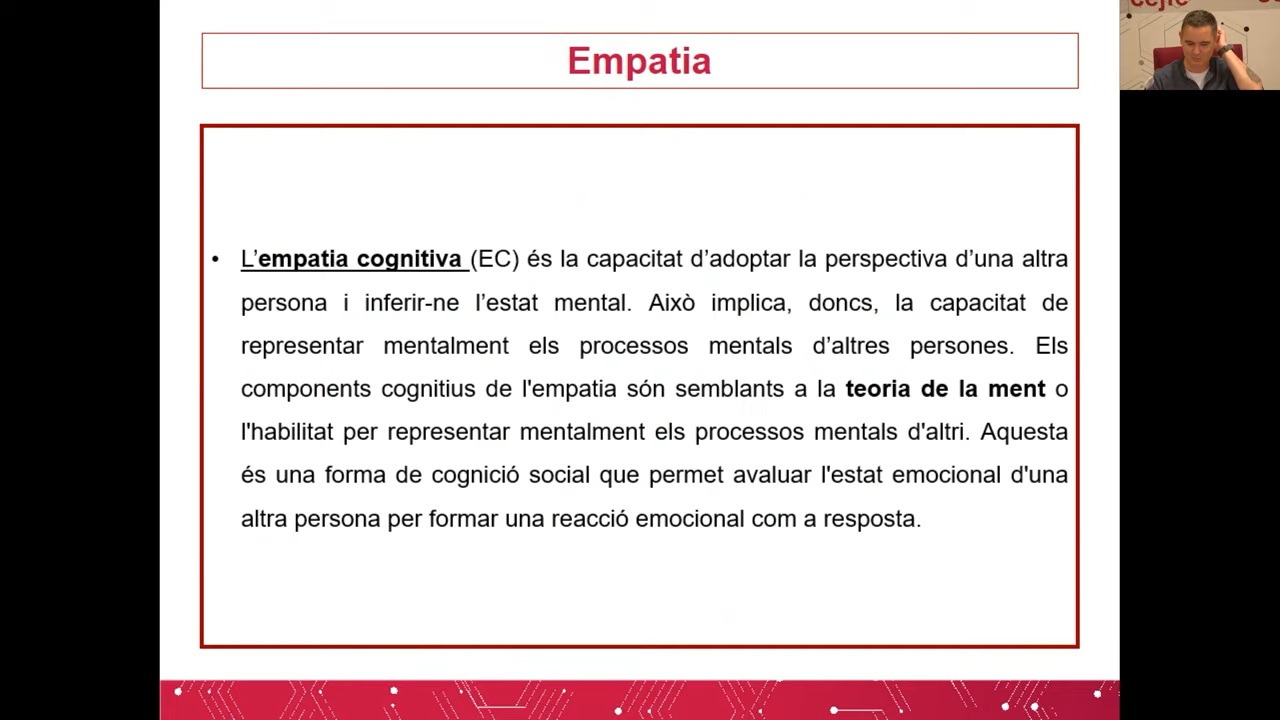 Empatia
• L’empatia cognitiva (EC) és la capacitat d’adoptar la perspectiva d’una altra
persona i inferir-ne l’estat mental. Això implica, doncs, la capacitat de
representar mentalment els processos mentals d’altres persones. Els
components cognitius de l'empatia són semblants a la teoria de la ment o
l'habilitat per representar mentalment els processos mentals d'altri. Aquesta
és una forma de cognició social que permet avaluar l'estat emocional d'una
altra persona per formar una reacció emocional com a resposta.